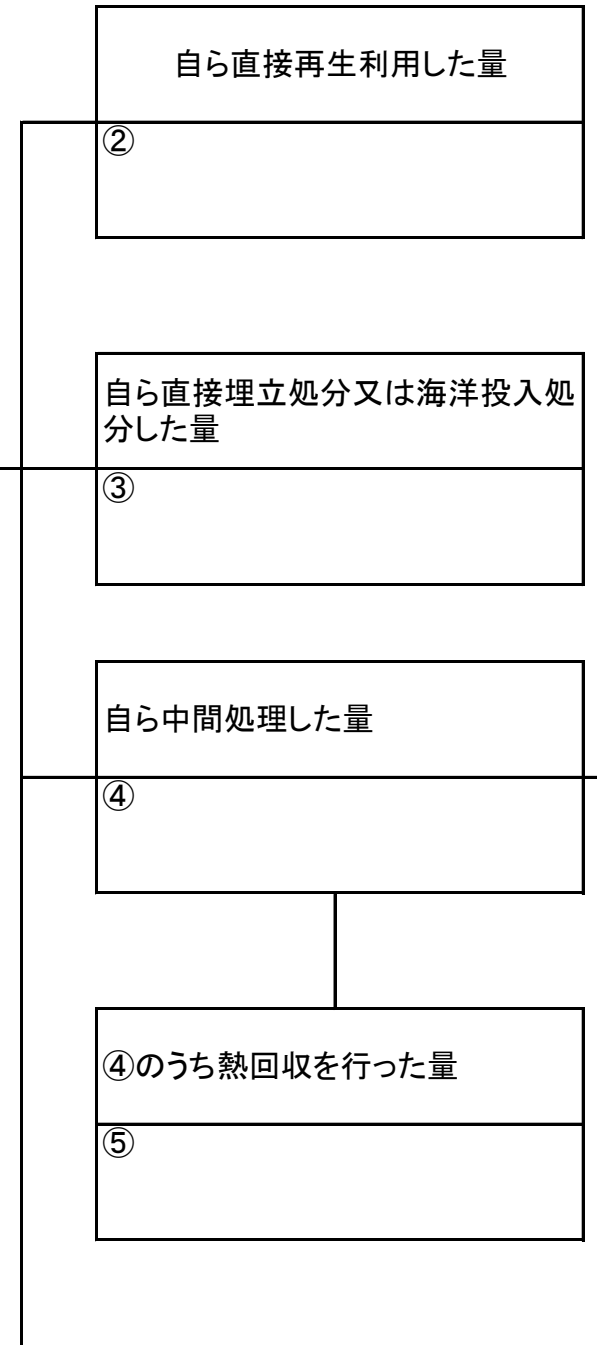 自ら直接再生利用した量
②
自ら直接埋立処分又は海洋投入処
分した量
③
自ら中間処理した量
④
④のうち熱回収を行った量
⑤